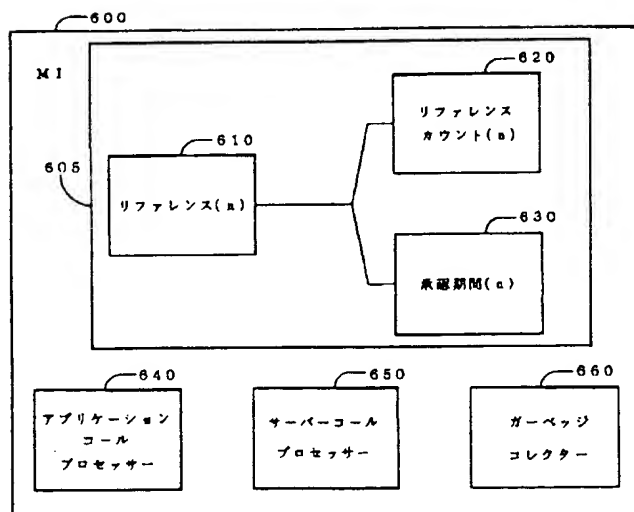 600
MI
605
610
リファレンス(n)
620
リファレンス
カウント(n)
630
承認期間(n)
640
アプリケーション
コール
プロセッサー
650
サーバーコール
プロセッサー
660
ガーベッジ
コレクター